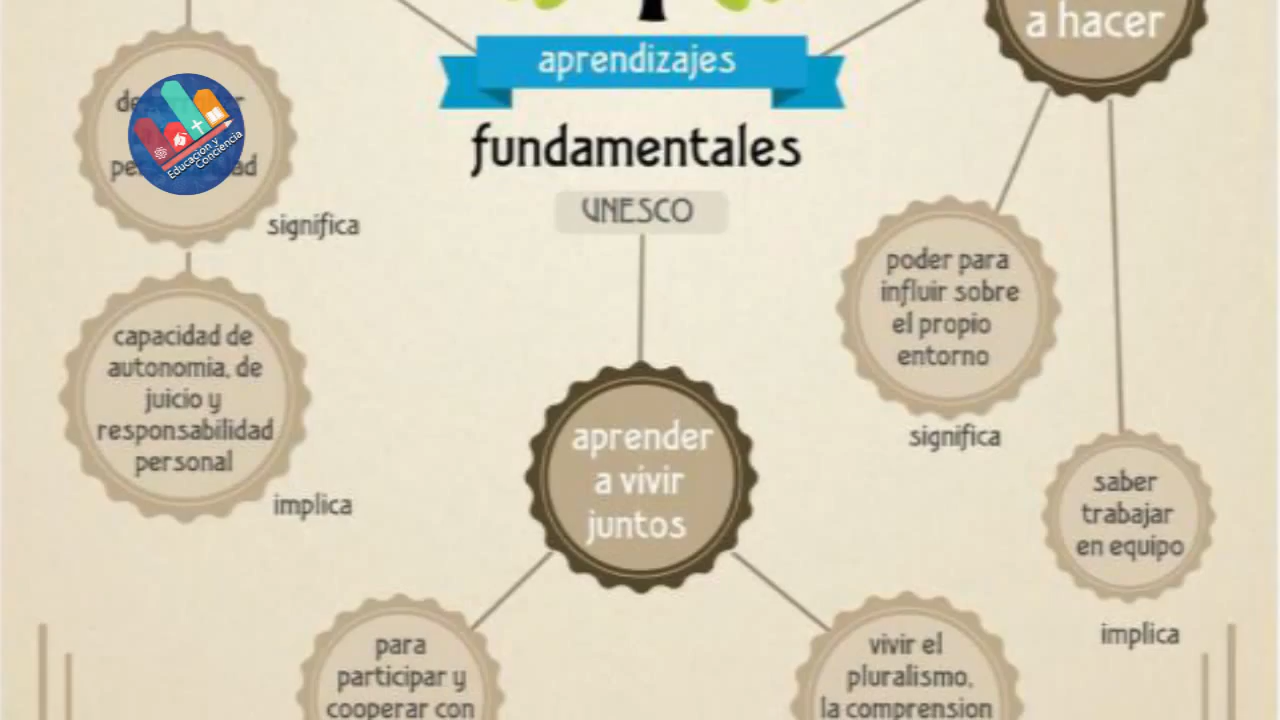 a hacer
aprendizajes
fundamentales
UNESCO
Educacion y
Conciencia
significa
capacidad de
autonomia, de
juicio y
responsabilidad
personal
implica
aprender
a vivir
juntos
poder para
influir sobre
el propio
entorno
significa
saber
trabajar
en equipo
implica
para
participar y
cooperar con
vivir el
pluralismo,
la comprension